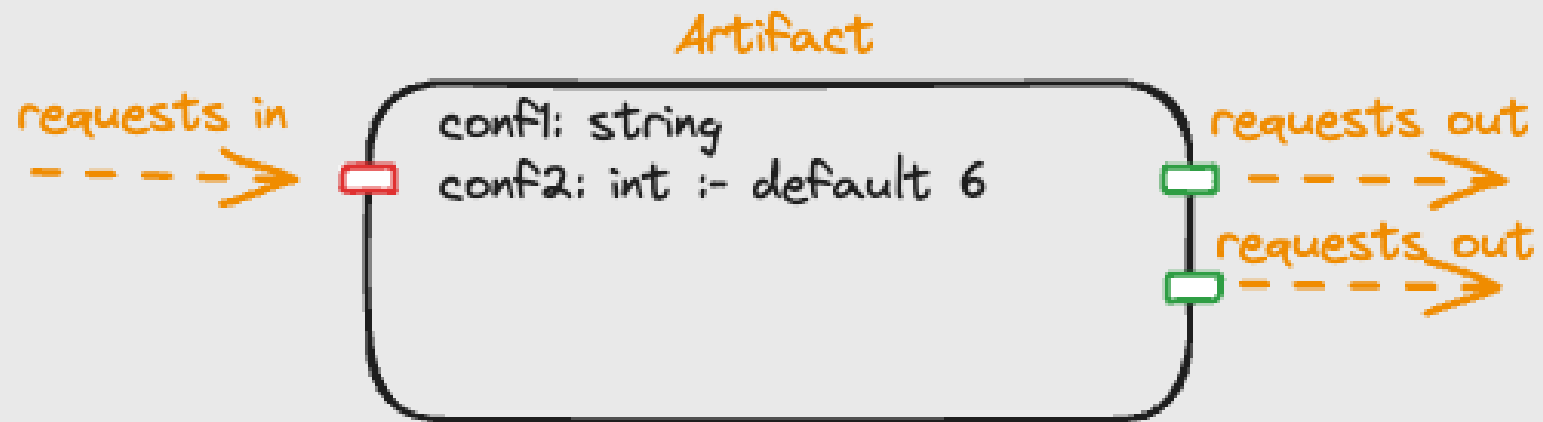 Artifact
requests in
conf1: string
requests out
conf2: int :- default 6
requests out